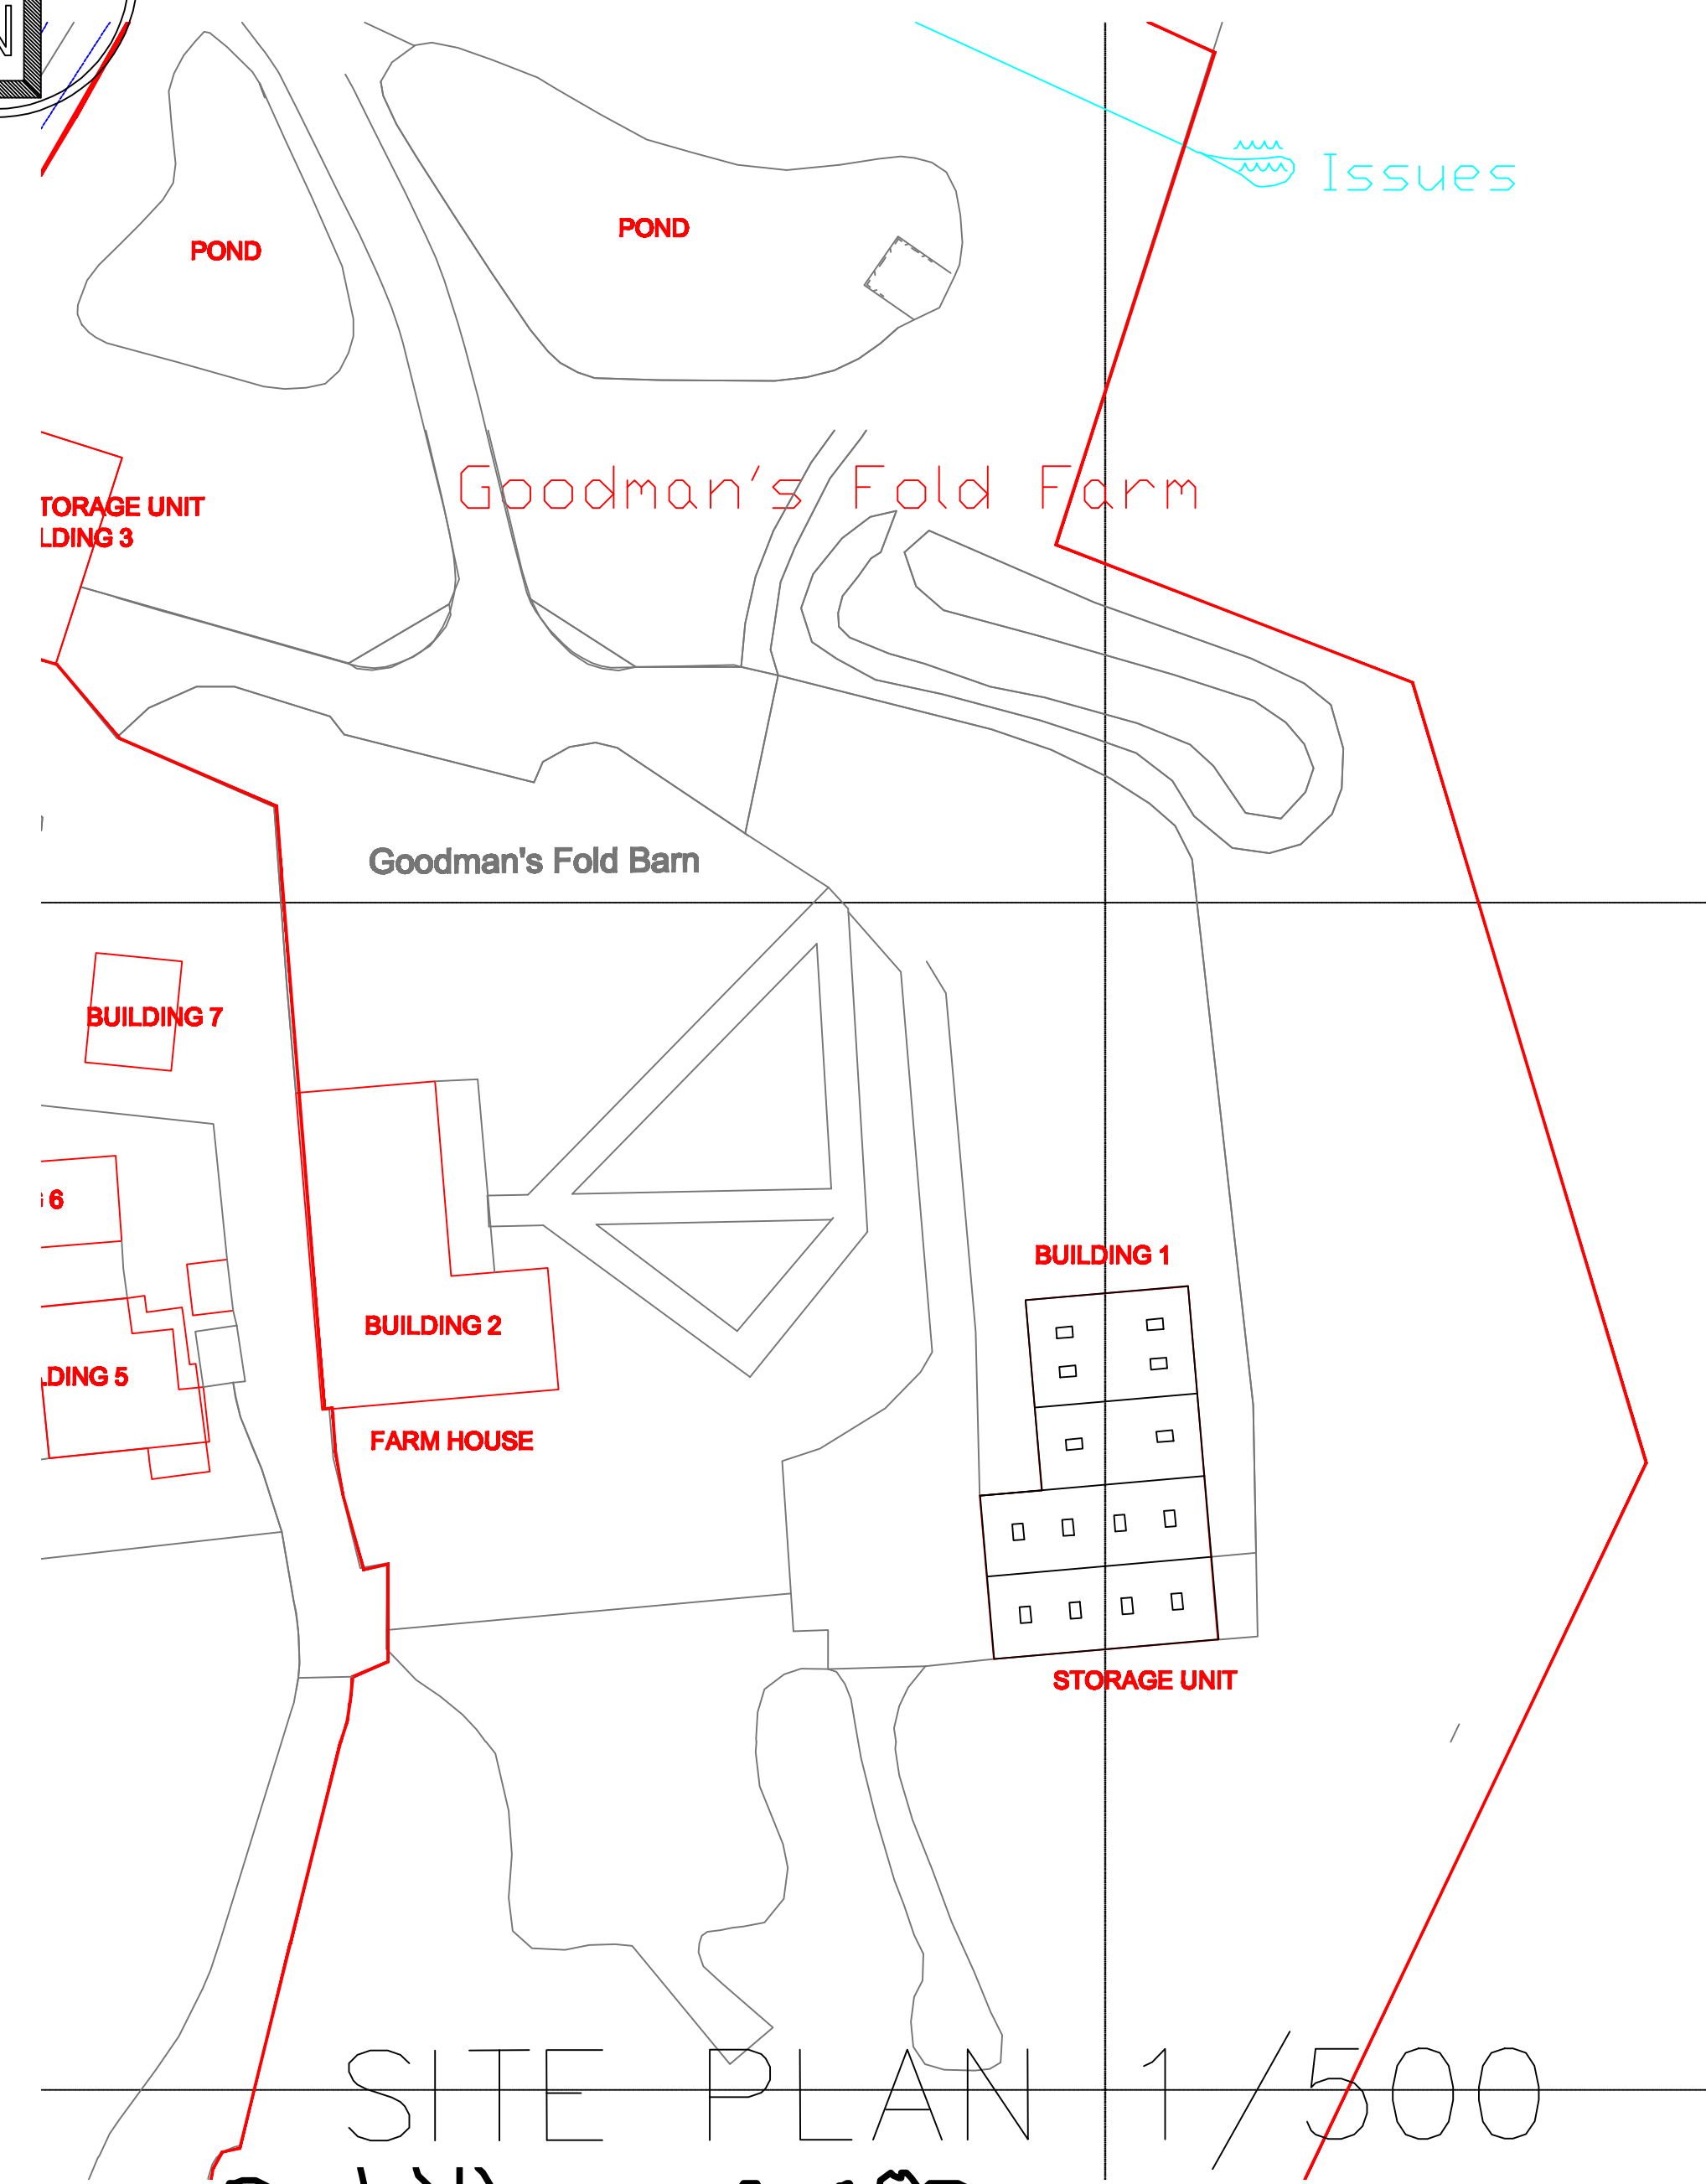 N
Issues
POND
POND
Goodman's Fold Farm
TORAGE UNIT
LDING 3
Goodman's Fold Barn
BUILDING 7
6
BUILDING 1
BUILDING 2
LDING 5
FARM HOUSE
STORAGE UNIT
SITE PLAN 1/500